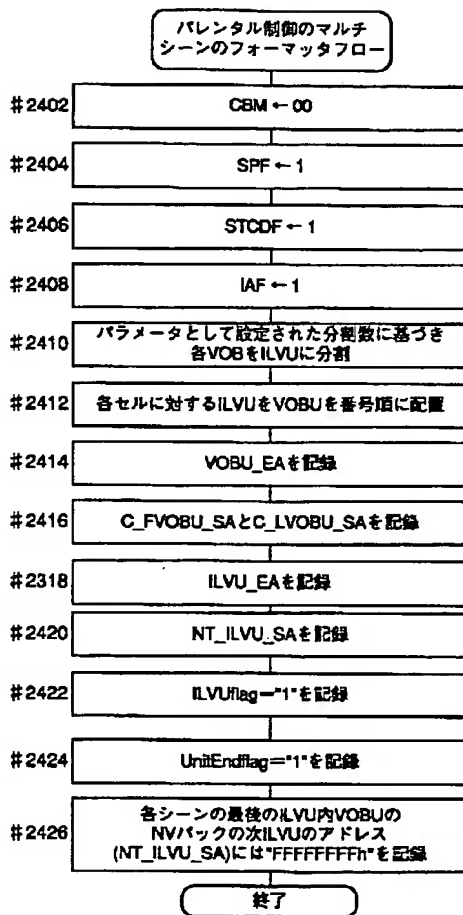 パレンタル制御のマルチ
シーンのフォーマッタフロー
#2402
CBM ← 00
#2404
SPF ← 1
#2406
STCDF ← 1
#2408
IAF ← 1
#2410
パラメータとして設定された分割数に基づき
各VOBをILVUに分割
#2412
各セルに対するILVUをVOBUを番号順に配置
#2414
VOBU_EAを記録
#2416
C_FVOBU_SAとC_LVOBU_SAを記録
#2318
ILVU_EAを記録
#2420
NT_ILVU_SAを記録
#2422
ILVUflag="1"を記録
#2424
UnitEndflag="1"を記録
#2426
各シーンの最後のILVU内VOBUの
NVパックの次ILVUのアドレス
(NT_ILVU_SA)には"FFFFFFFFh"を記録
終了